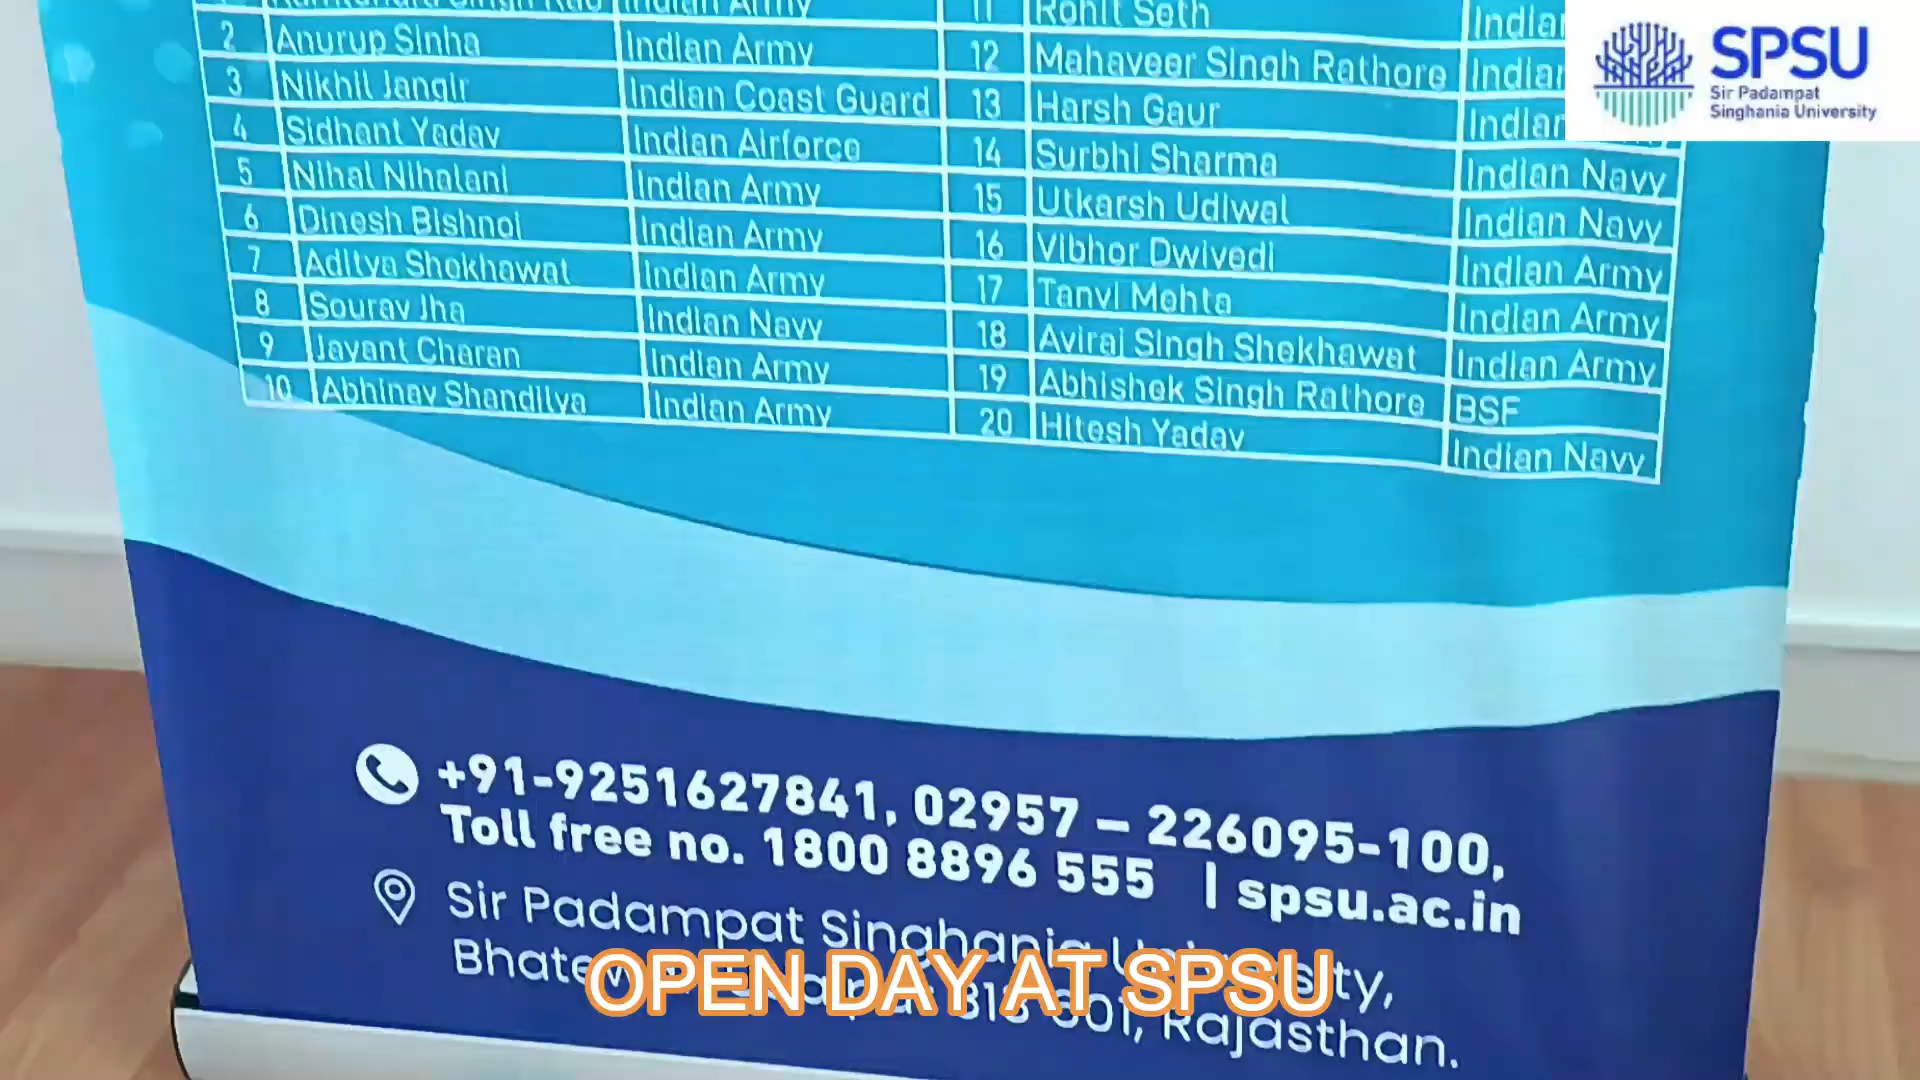 2 Anurup Sinha Indian Army 12 Mahaveer Singh Rathore
3 Nikhil Jangir Indian Coast Guard 13 Harsh Gaur
4 Sidhant Yadav Indian Airforce 14 Surbhi Sharma Indian Navy
5 Nihal Nihalani Indian Army 15 Utkarsh Udiwal Indian Navy
6 Dinesh Bishnoi Indian Army 16 Vibhor Dwivedi Indian Army
7 Aditya Shekhawat Indian Army 17 Tanvi Mehta Indian Army
8 Sourav Jha Indian Navy 18 Aviraj Singh Shekhawat Indian Army
9 Jayant Charan Indian Army 19 Abhishek Singh Rathore BSF
10 Abhinav Shandilya Indian Army 20 Hitesh Yadav Indian Navy
Rohit Seth
SPSU
Sir Padampat
Singhania University
+91-9251627841, 02957 – 226095-100,
Toll free no. 1800 8896 555 | spsu.ac.in
Sir Padampat Singhania University,
Rajasthan.
OPEN DAY AT SPSU